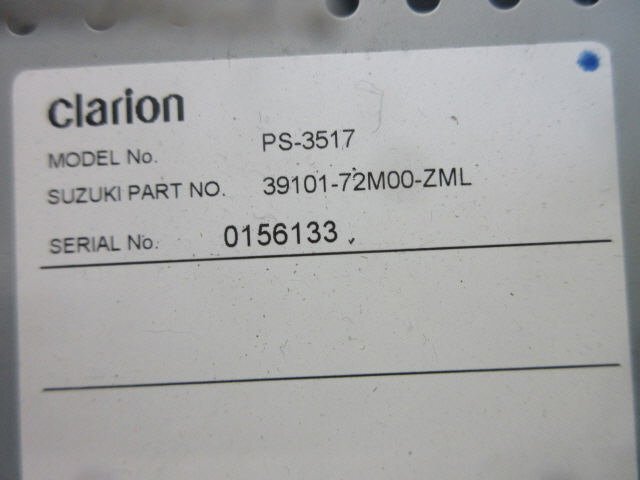 clarion
MODEL No. PS-3517
SUZUKI PART NO. 39101-72M00-ZML
SERIAL No. 0156133